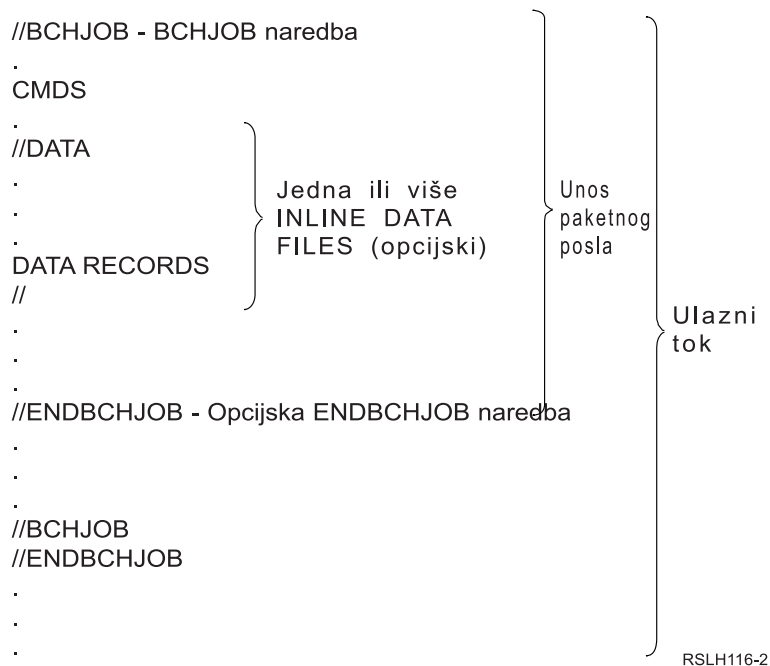 //BCHJOB - BCHJOB naredba
.
CMDS
.
//DATA
.
.
.
DATA RECORDS
//
.
.
.
//ENDBCHJOB - Opcijska ENDBCHJOB naredba
.
.
.
//BCHJOB
//ENDBCHJOB
.
.
.
Jedna ili više
INLINE DATA
FILES (opcijski)
Unos
paketnog
posla
Ulazni
tok
RSLH116-2